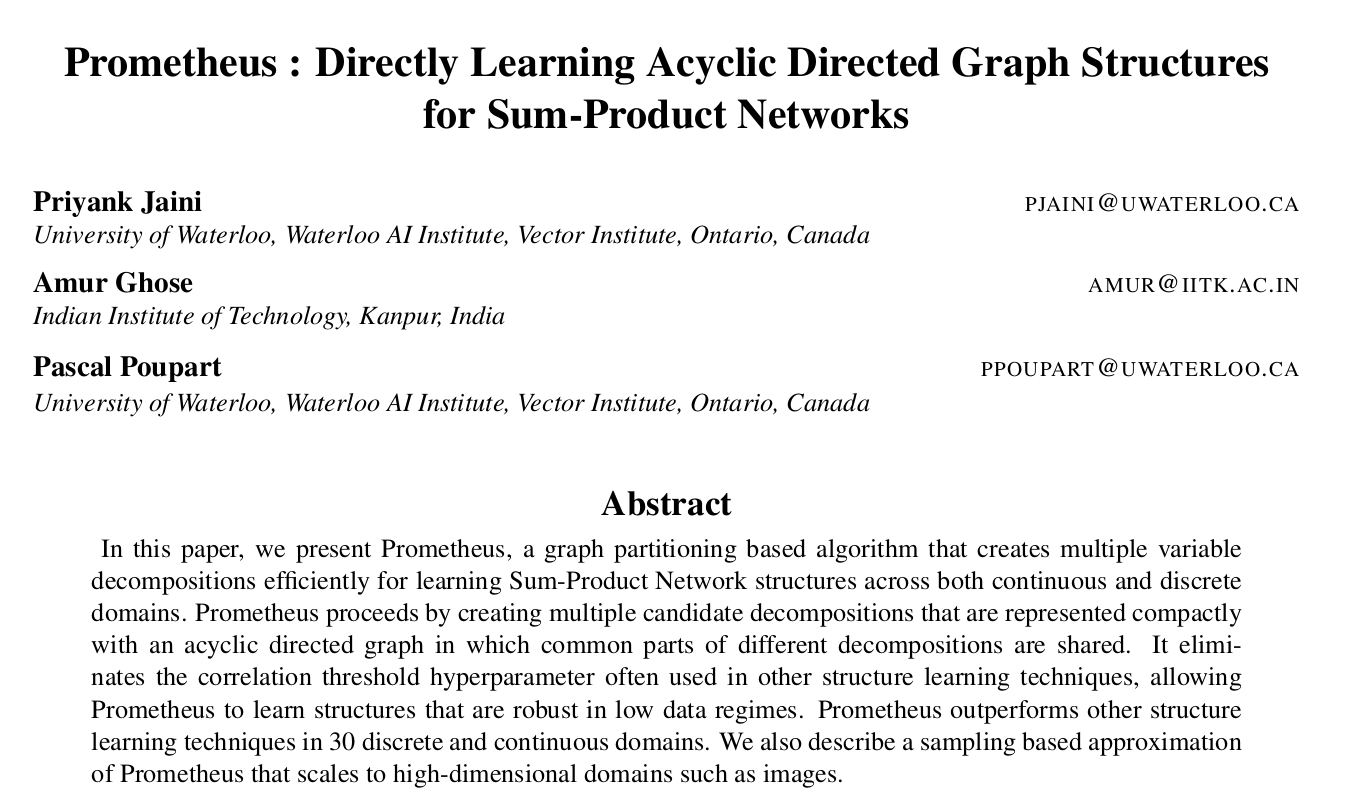 Prometheus : Directly Learning Acyclic Directed Graph Structures
for Sum-Product Networks
Priyank Jaini PJAINI@UWATERLOO.CA
University of Waterloo, Waterloo AI Institute, Vector Institute, Ontario, Canada
Amur Ghose AMUR@IITK.AC.IN
Indian Institute of Technology, Kanpur, India
Pascal Poupart PPOUPART@UWATERLOO.CA
University of Waterloo, Waterloo AI Institute, Vector Institute, Ontario, Canada
Abstract
In this paper, we present Prometheus, a graph partitioning based algorithm that creates multiple variable
decompositions efficiently for learning Sum-Product Network structures across both continuous and discrete
domains. Prometheus proceeds by creating multiple candidate decompositions that are represented compactly
with an acyclic directed graph in which common parts of different decompositions are shared. It elimi-
nates the correlation threshold hyperparameter often used in other structure learning techniques, allowing
Prometheus to learn structures that are robust in low data regimes. Prometheus outperforms other structure
learning techniques in 30 discrete and continuous domains. We also describe a sampling based approximation
of Prometheus that scales to high-dimensional domains such as images.